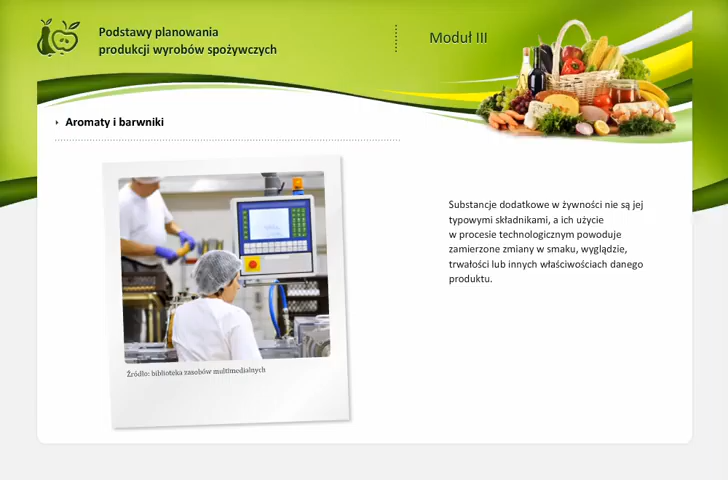 Podstawy planowania
produkcji wyrobów spożywczych
Moduł III
Aromaty i barwniki
Substancje dodatkowe w żywności nie są jej
typowymi składnikami, a ich użycie
w procesie technologicznym powoduje
zamierzone zmiany w smaku, wyglądzie,
trwałości lub innych właściwościach danego
produktu.
Źródło: biblioteka zasobów multimedialnych